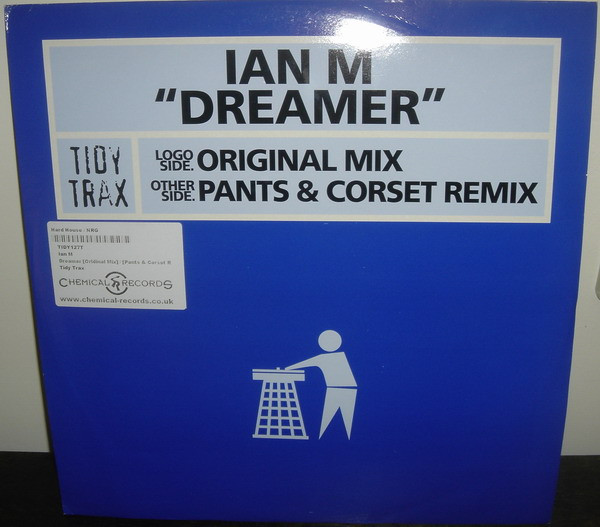 IAN M
"DREAMER"
TIDY
TRAX
LOGO SIDE. ORIGINAL MIX
OTHER SIDE. PANTS & CORSET REMIX
Hard House - NRG
TIDY127T
Ian M
Dreamer [Original Mix] - [Pants & Corset R
Tidy Trax
CHEMICAL RECORDS
www.chemical-records.co.uk